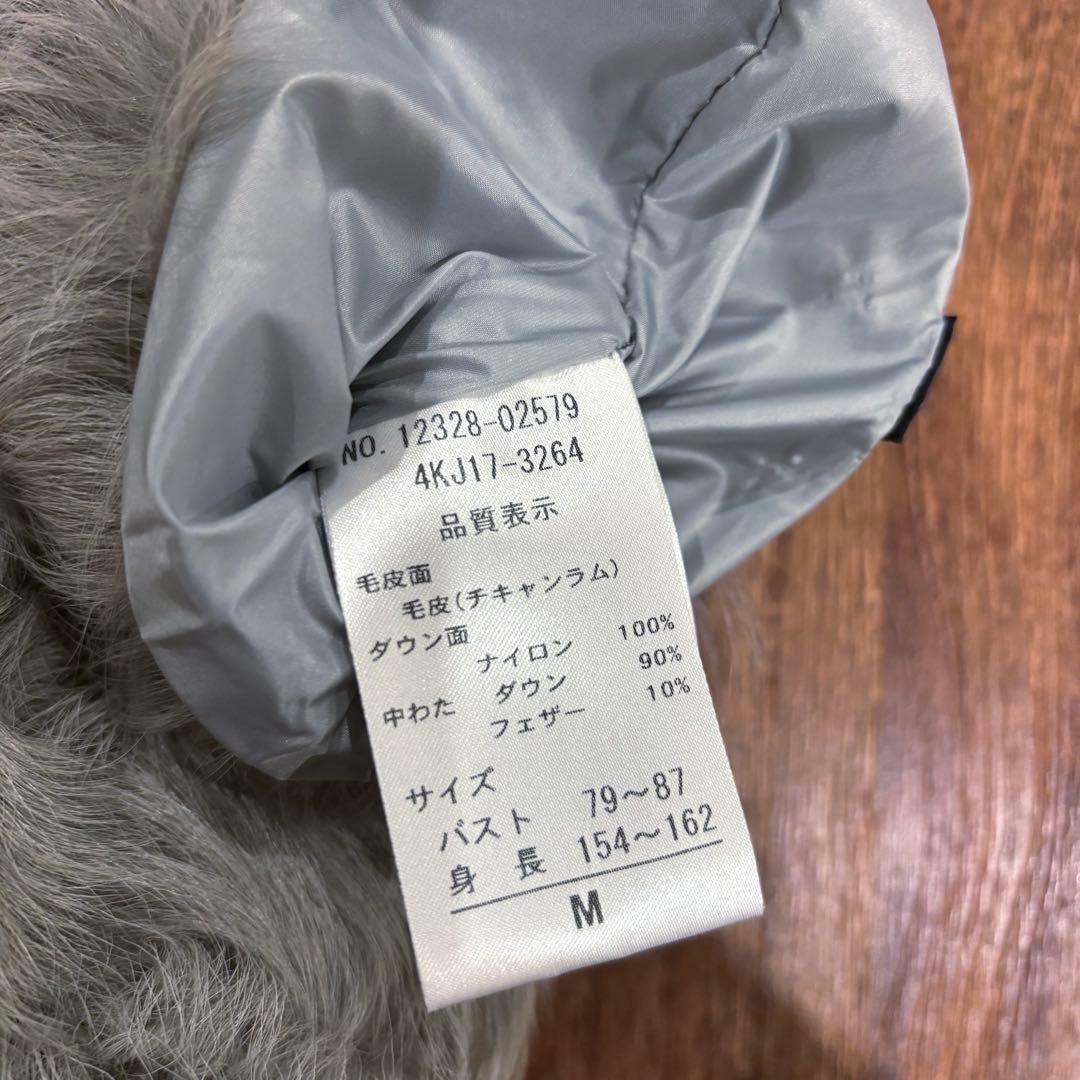 NO. 12328-02579
4KJ17-3264
品質表示
毛皮面
毛皮(チキャンラム)
ダウン面
ナイロン 100%
中わた ダウン 90%
フェザー 10%
サイズ
バスト 79～87
身長 154～162
M